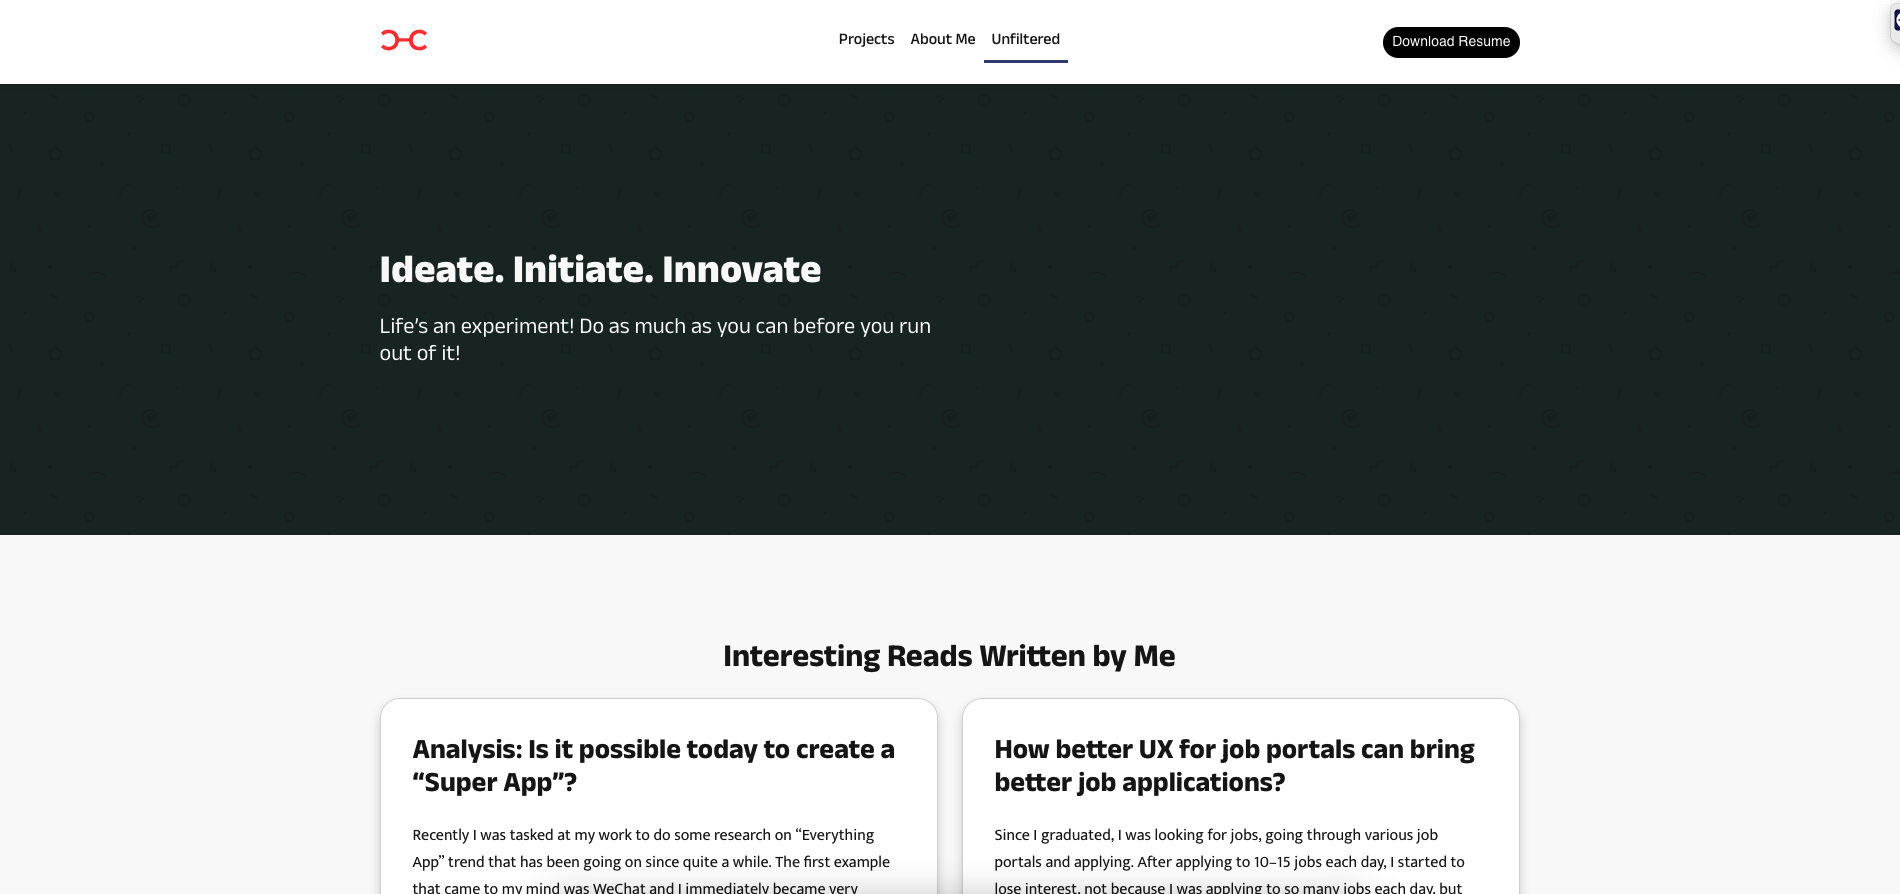 Projects About Me Unfiltered Download Resume
Ideate. Initiate. Innovate
Life's an experiment! Do as much as you can before you run
out of it!
Interesting Reads Written by Me
Analysis: Is it possible today to create a
“Super App”?
Recently I was tasked at my work to do some research on “Everything
App” trend that has been going on since quite a while. The first example
that came to my mind was WeChat and I immediately became very
How better UX for job portals can bring
better job applications?
Since I graduated, I was looking for jobs, going through various job
portals and applying. After applying to 10–15 jobs each day, I started to
lose interest, not because I was applying to so many jobs each day, but